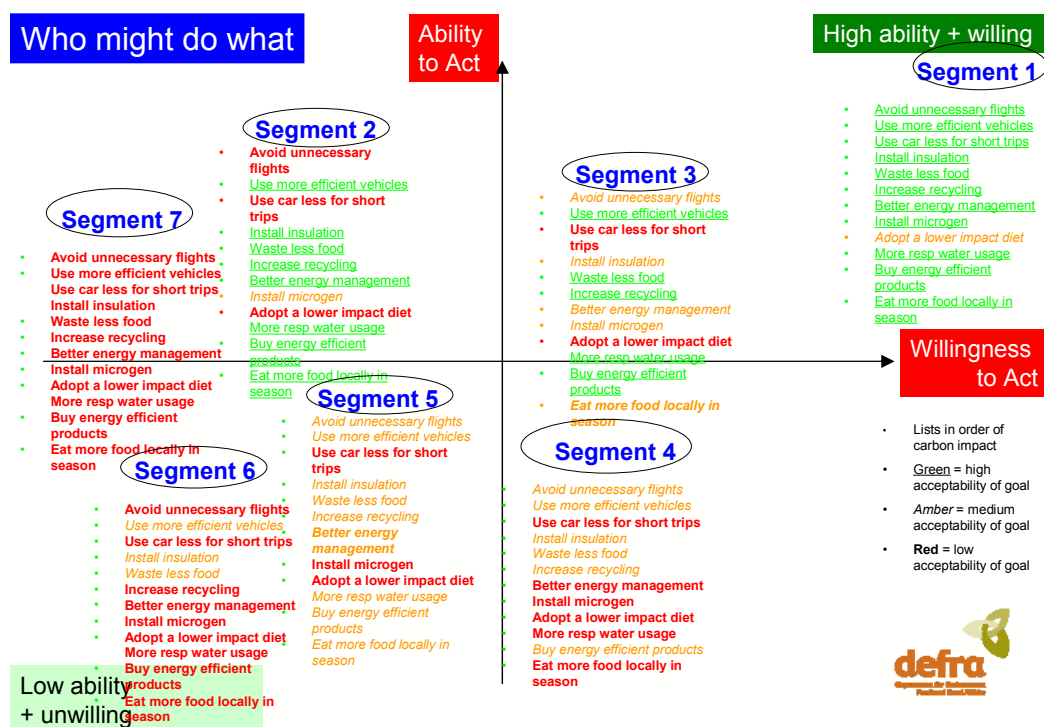 Who might do what
Ability
to Act
High ability + willing
Segment 1
• Avoid unnecessary flights
• Use more efficient vehicles
• Use car less for short trips
• Install insulation
• Waste less food
• Increase recycling
• Better energy management
• Install microgen
• Adopt a lower impact diet
• More resp water usage
• Buy energy efficient
products
• Eat more food locally in
season
Segment 2
• Avoid unnecessary
flights
• Use more efficient vehicles
• Use car less for short
trips
• Install insulation
• Waste less food
• Increase recycling
• Better energy management
• Install microgen
• Adopt a lower impact diet
• More resp water usage
• Buy energy efficient
products
• Eat more food locally in
season
Segment 3
• Avoid unnecessary flights
• Use more efficient vehicles
• Use car less for short
trips
• Install insulation
• Waste less food
• Increase recycling
• Better energy management
• Install microgen
• Adopt a lower impact diet
• More resp water usage
• Buy energy efficient
products
• Eat more food locally in
season
Segment 7
• Avoid unnecessary flights
• Use more efficient vehicles
Use car less for short trips
Install insulation
• Waste less food
• Increase recycling
• Better energy management
• Install microgen
• Adopt a lower impact diet
More resp water usage
• Buy energy efficient
products
• Eat more food locally in
season
Willingness
to Act
Segment 5
• Avoid unnecessary flights
• Use more efficient vehicles
• Use car less for short
trips
• Install insulation
• Waste less food
• Increase recycling
• Better energy
management
• Install microgen
• Adopt a lower impact diet
• More resp water usage
• Buy energy efficient
products
• Eat more food locally in
season
Segment 4
• Avoid unnecessary flights
• Use more efficient vehicles
• Use car less for short trips
• Install insulation
• Waste less food
• Increase recycling
• Better energy management
• Install microgen
• Adopt a lower impact diet
• More resp water usage
• Buy energy efficient products
• Eat more food locally in
season
Segment 6
• Avoid unnecessary flights
• Use more efficient vehicles
• Use car less for short trips
• Install insulation
• Waste less food
• Increase recycling
• Better energy management
• Install microgen
• Adopt a lower impact diet
• More resp water usage
• Buy energy efficient
products
• Eat more food locally in
season
• Lists in order of
carbon impact
• Green = high
acceptability of goal
• Amber = medium
acceptability of goal
• Red = low
acceptability of goal
Low ability
+ unwilling
defra